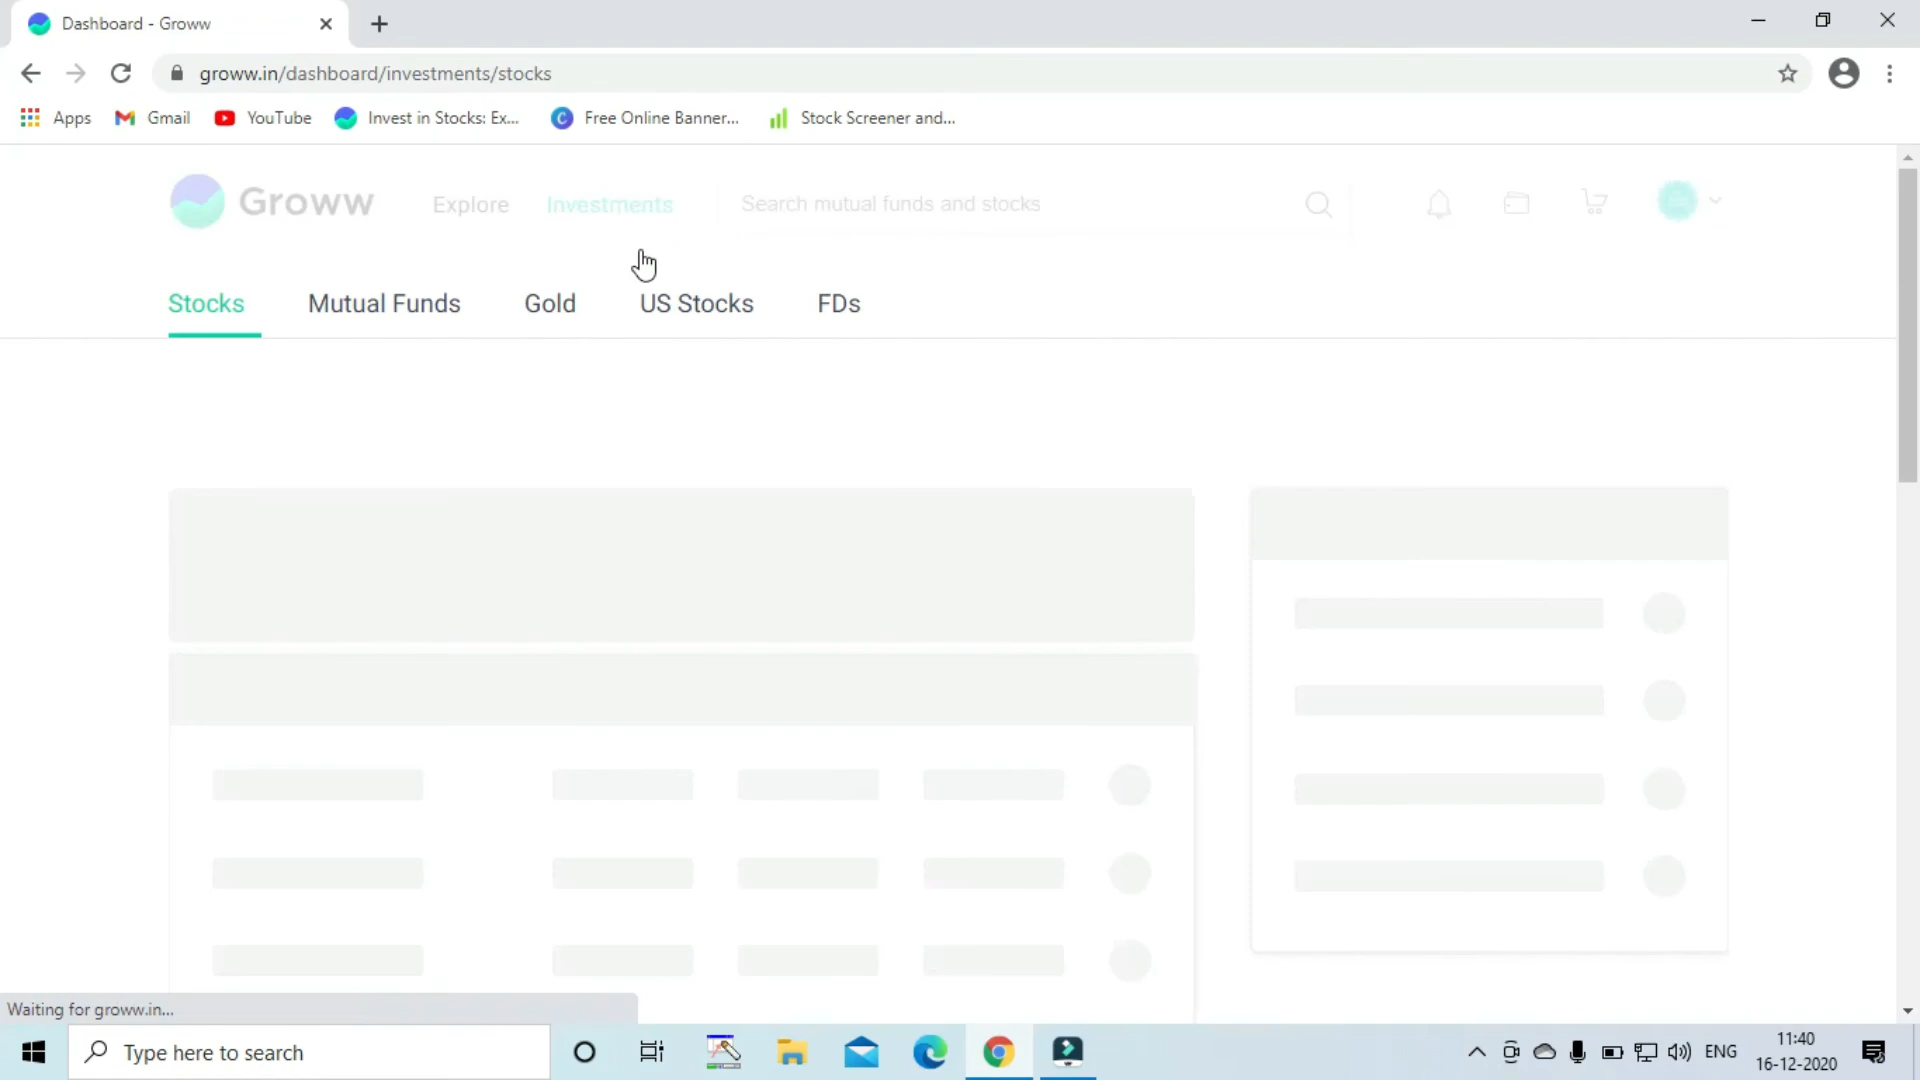 Dashboard - Groww
groww.in/dashboard/investments/stocks
Apps Gmail YouTube Invest in Stocks: Ex... Free Online Banner... Stock Screener and...
Groww Explore Investments Search mutual funds and stocks
Stocks Mutual Funds Gold US Stocks FDs
Waiting for groww.in...
Type here to search
ENG
11:40
16-12-2020